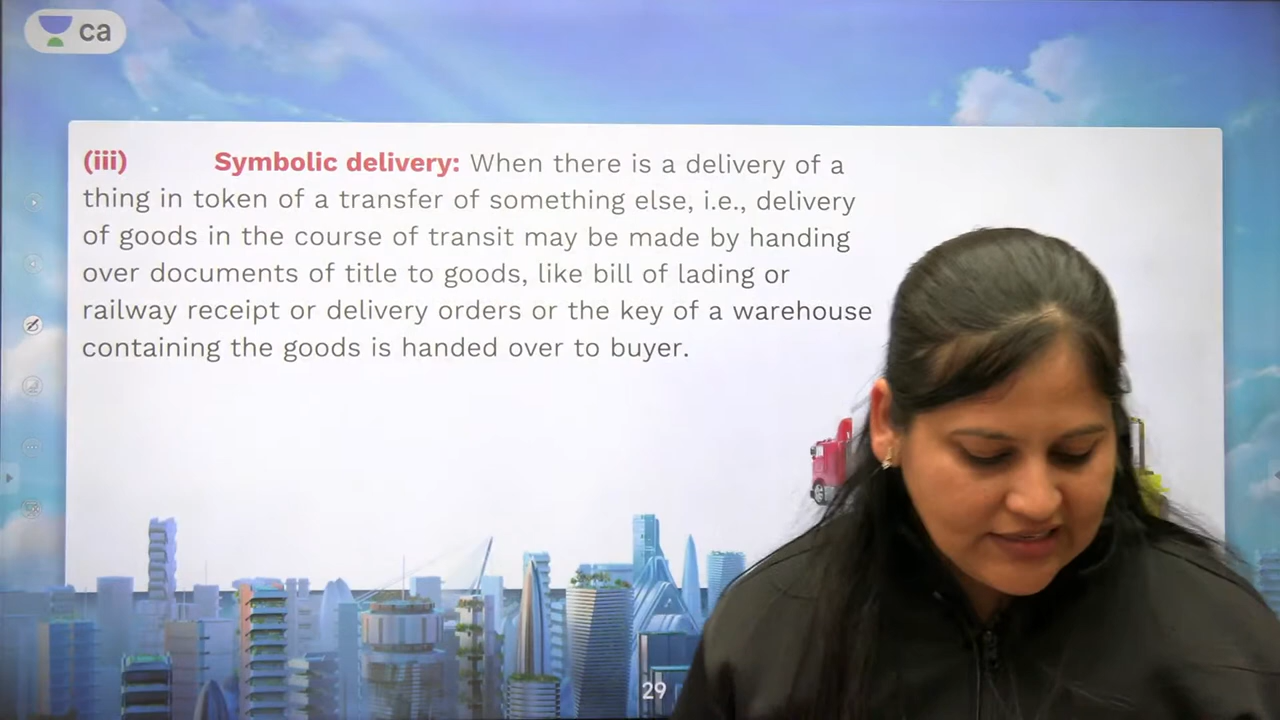 ca
(iii) Symbolic delivery: When there is a delivery of a
thing in token of a transfer of something else, i.e., delivery
of goods in the course of transit may be made by handing
over documents of title to goods, like bill of lading or
railway receipt or delivery orders or the key of a warehouse
containing the goods is handed over to buyer.
29